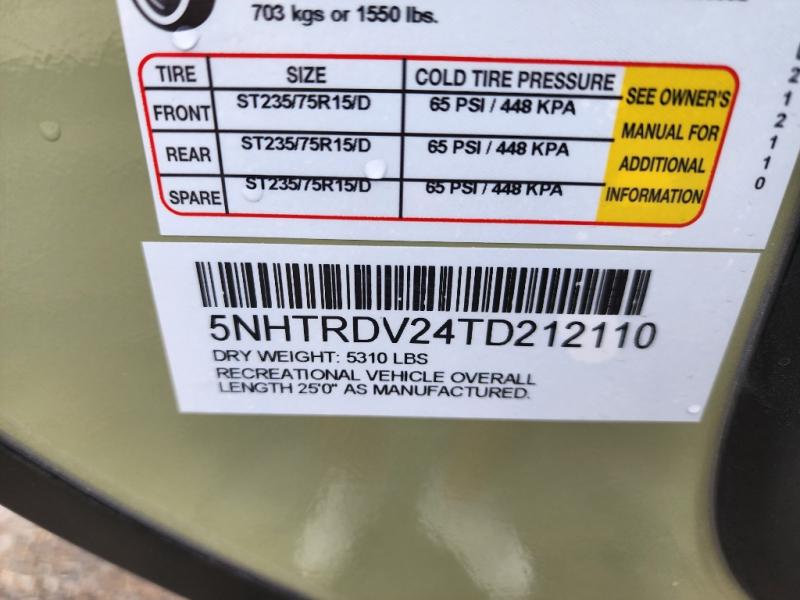 703 kgs or 1550 lbs.
TIRE SIZE COLD TIRE PRESSURE SEE OWNER'S MANUAL FOR ADDITIONAL INFORMATION
FRONT ST235/75R15/D 65 PSI / 448 KPA
REAR ST235/75R15/D 65 PSI / 448 KPA
SPARE ST235/75R15/D 65 PSI / 448 KPA
212110
5NHTRDV24TD212110
DRY WEIGHT: 5310 LBS
RECREATIONAL VEHICLE OVERALL
LENGTH 25'0" AS MANUFACTURED.